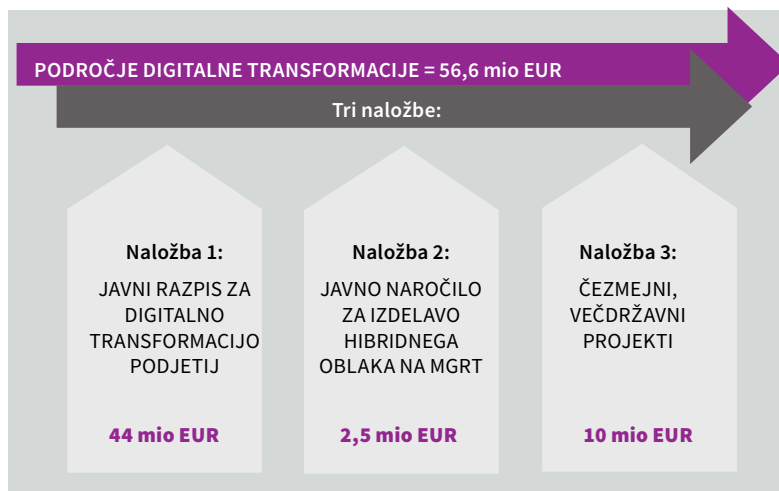 PODROČJE DIGITALNE TRANSFORMACIJE = 56,6 mio EUR
Tri naložbe:
Naložba 1:
JAVNI RAZPIS ZA
DIGITALNO
TRANSFORMACIJO
PODJETIJ
44 mio EUR
Naložba 2:
JAVNO NAROČILO
ZA IZDELAVO
HIBRIDNEGA
OBLAKA NA MGRT
2,5 mio EUR
Naložba 3:
ČEZMEJNI,
VEČDRŽAVNI
PROJEKTI
10 mio EUR